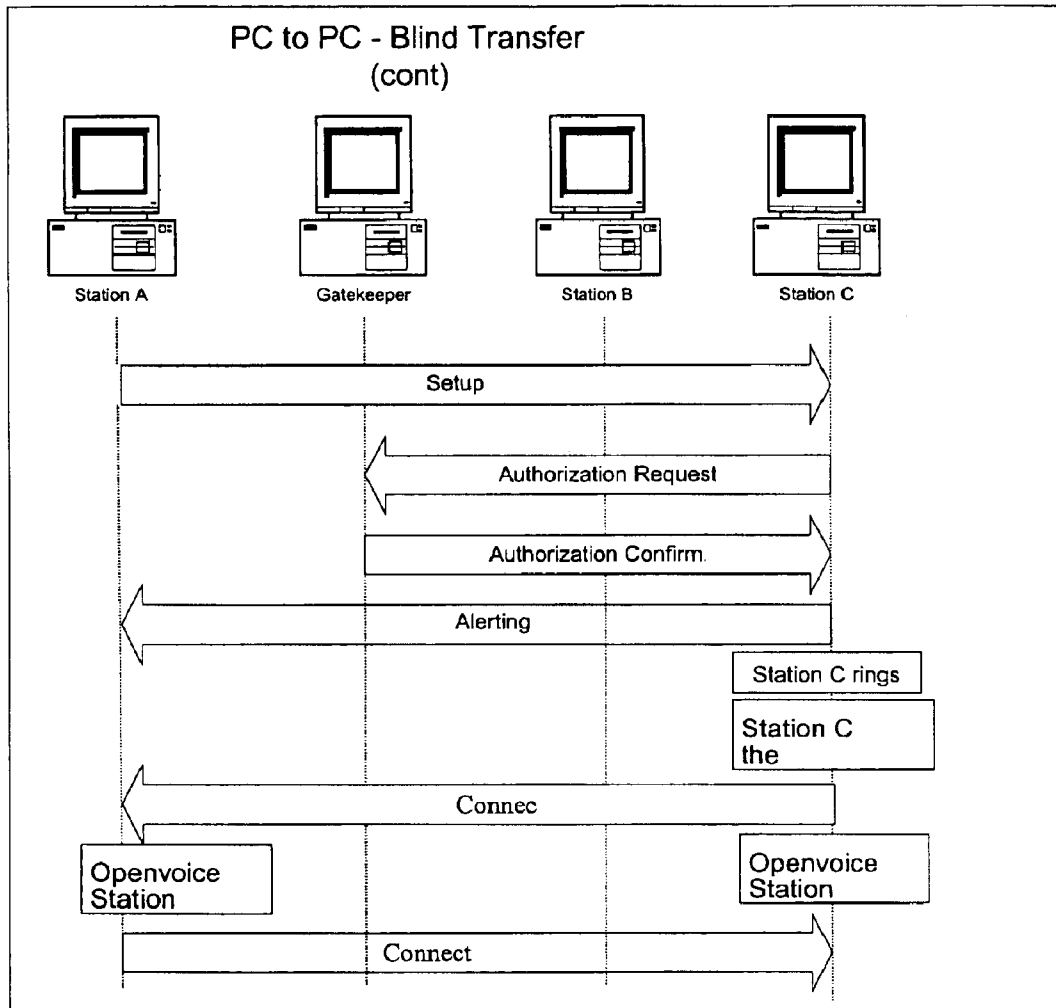 PC to PC - Blind Transfer
(cont)
Station A
Gatekeeper
Station B
Station C
Setup
Authorization Request
Authorization Confirm.
Alerting
Station C rings
Station C
the
Connec
Openvoice
Station
Openvoice
Station
Connect